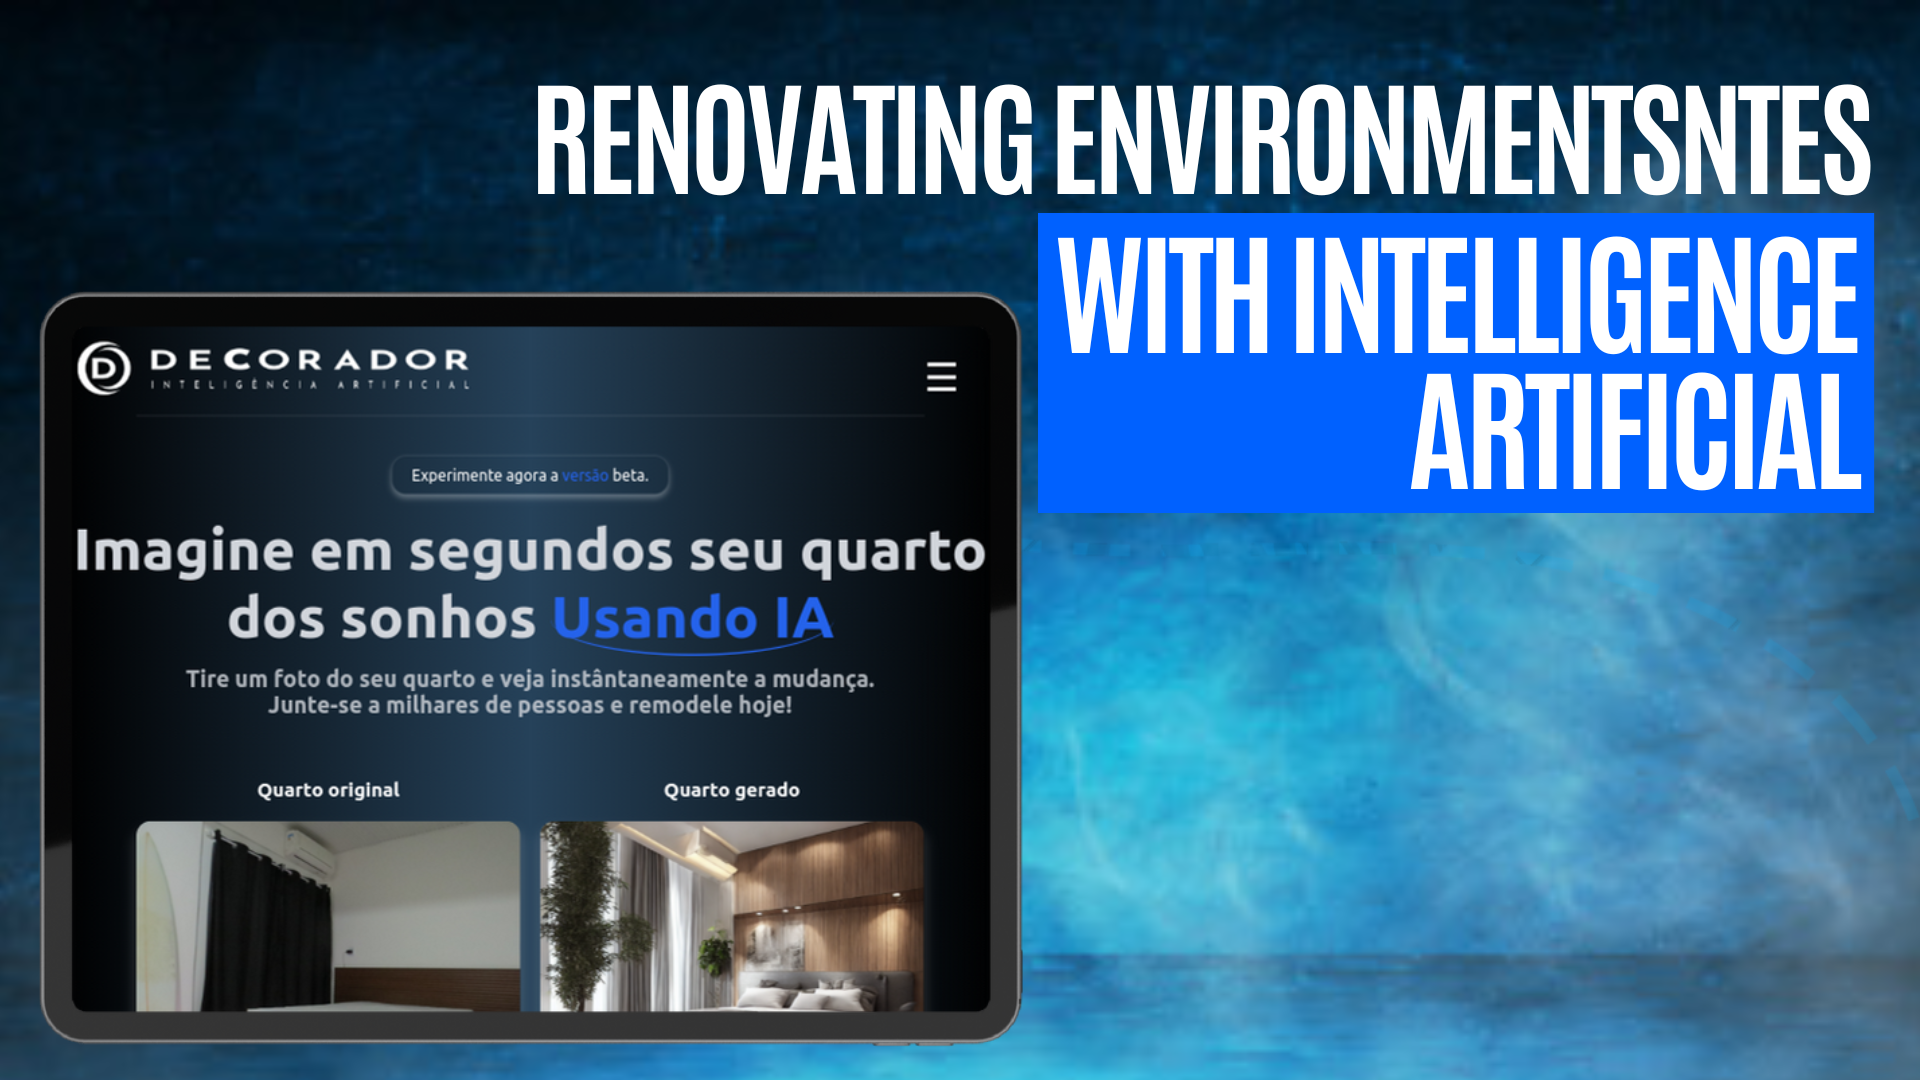 RENOVATING ENVIRONMENTSNTES
WITH INTELLIGENCE
ARTIFICIAL
D DECORADOR
INTELIGÊNCIA ARTIFICIAL
Experimente agora a versão beta.
Imagine em segundos seu quarto
dos sonhos Usando IA
Tire um foto do seu quarto e veja instântaneamente a mudança.
Junte-se a milhares de pessoas e remodele hoje!
Quarto original
Quarto gerado